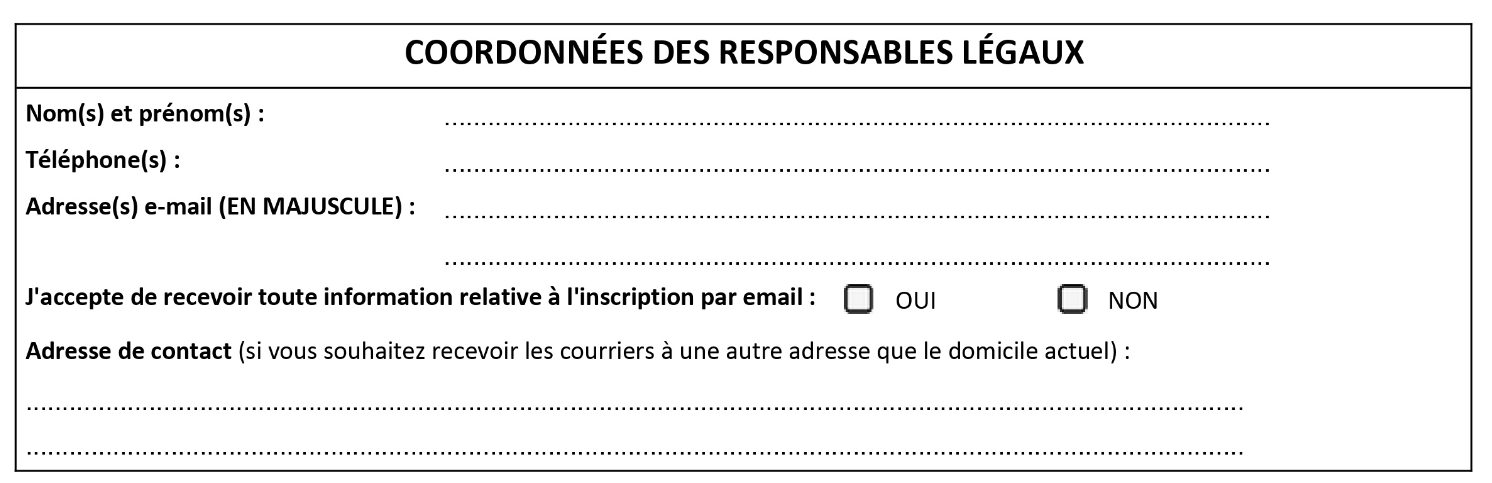 COORDONNÉES DES RESPONSABLES LÉGAUX
Nom(s) et prénom(s) : ..........................................................................................
Téléphone(s) : ..........................................................................................
Adresse(s) e-mail (EN MAJUSCULE) : ..........................................................................................
..........................................................................................
J'accepte de recevoir toute information relative à l'inscription par email : ☐ OUI ☐ NON
Adresse de contact (si vous souhaitez recevoir les courriers à une autre adresse que le domicile actuel) :
..........................................................................................
..........................................................................................